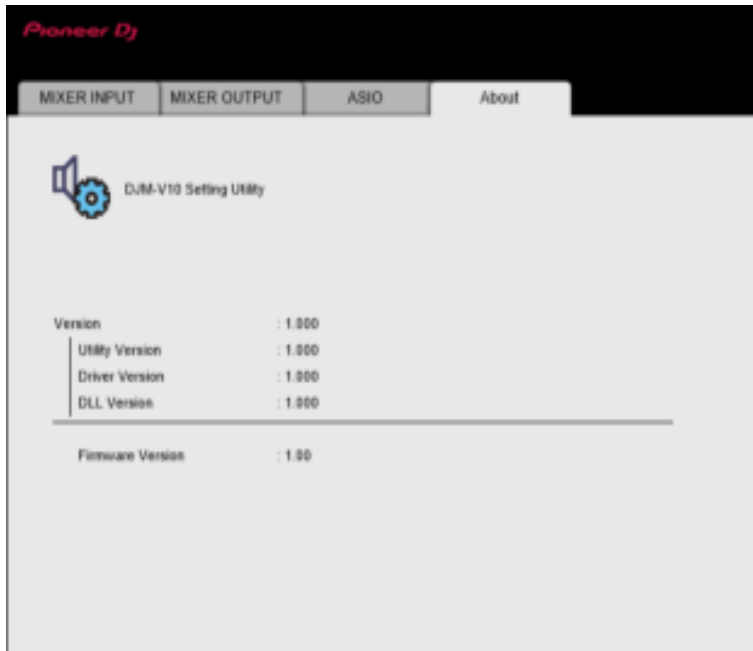 Pioneer Dj
MIXER INPUT MIXER OUTPUT ASIO About
DJM-V10 Setting Utility
Version : 1.000
Utility Version : 1.000
Driver Version : 1.000
DLL Version : 1.000
Firmware Version : 1.00